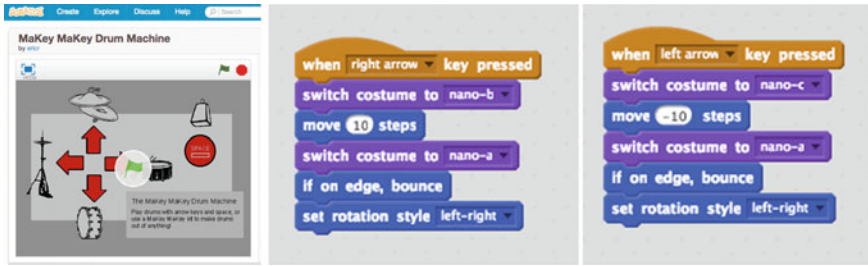 SCRATCH Create Explore Discuss Help Search
MaKey MaKey Drum Machine
by ericr
SPACE
The MaKey MaKey Drum Machine
Play drums with arrow keys and space, or
use a MaKey MaKey kit to make drums
out of anything!
when right arrow key pressed
switch costume to nano-b
move 10 steps
switch costume to nano-a
if on edge, bounce
set rotation style left-right
when left arrow key pressed
switch costume to nano-c
move -10 steps
switch costume to nano-a
if on edge, bounce
set rotation style left-right